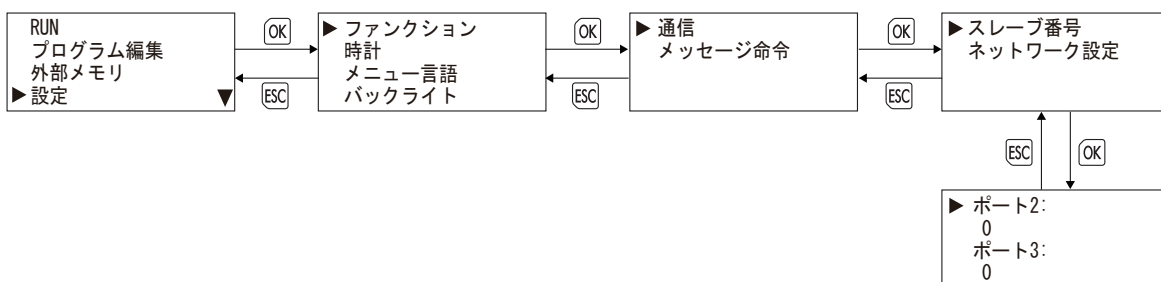 RUN
プログラム編集
外部メモリ
▶設定 ▼
OK
ESC
▶ ファンクション
時計
メニュー言語
バックライト
OK
ESC
▶ 通信
メッセージ命令
OK
ESC
▶スレーブ番号
ネットワーク設定
ESC
OK
▶ ポート2:
0
ポート3:
0